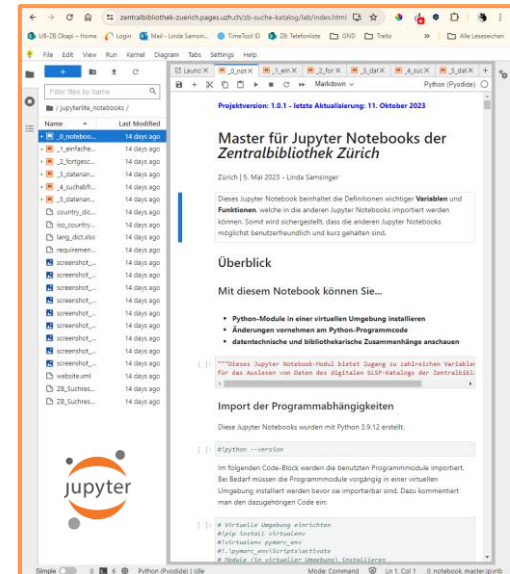 zentralbibliothek-zuerich.pages.uzh.ch/zb-suche-katalog/lab/index.html
UB-ZB Okapi - Home Login Mail - Linda Samsin... TimeTool ID ZB: Telefonliste GND Trello » Alle Lesezeichen
File Edit View Run Kernel Diagram Tabs Settings Help
Launc _0_not _1_ein _2_for _3_dat _4_suc _5_dat
Markdown Python (Pyodide)
Filter files by name
/ jupyterlite_notebooks /
Name Last Modified
_0_noteboo... 14 days ago
_1_einfache... 14 days ago
_2_fortgesc... 14 days ago
_3_datenan... 14 days ago
_4_suchabfr... 14 days ago
_5_datenan... 14 days ago
country_dic... 14 days ago
iso_country... 14 days ago
lang_dict.xlsx 14 days ago
requiremen... 14 days ago
screenshot_... 14 days ago
screenshot_... 14 days ago
screenshot_... 14 days ago
screenshot_... 14 days ago
screenshot_... 14 days ago
screenshot_... 14 days ago
screenshot_... 14 days ago
screenshot_... 14 days ago
screenshot_... 14 days ago
website.xml 14 days ago
ZB_Suchres... 14 days ago
ZB_Suchres... 14 days ago
jupyter
Projektversion: 1.0.1 - letzte Aktualisierung: 11. Oktober 2023
Master für Jupyter Notebooks der
Zentralbibliothek Zürich
Zürich | 5. Mai 2023 - Linda Samsinger
Dieses Jupyter Notebook beinhaltet die Definitionen wichtiger Variablen und
Funktionen, welche in die anderen Jupyter Notebooks importiert werden
können. Somit wird sichergestellt, dass die anderen Jupyter Notebooks
möglichst benutzerfreundlich und kurz gehalten sind.
Überblick
Mit diesem Notebook können Sie...
• Python-Module in einer virtuellen Umgebung installieren
• Änderungen vornehmen am Python-Programmcode
• datentechnische und bibliothekarische Zusammenhänge anschauen
[ ]: """Dieses Jupyter Notebook-Modul bietet Zugang zu zahlreichen Variablen
für das Auslesen von Daten des digitalen SLSP-Katalogs der Zentralbibl
Import der Programmabhängigkeiten
Diese Jupyter Notebooks wurden mit Python 3.9.12 erstellt.
[ ]: #!python --version
Im folgenden Code-Block werden die benutzten Programmmodule importiert.
Bei Bedarf müssen die Programmmodule vorgängig in einer virtuellen
Umgebung installiert werden bevor sie importierbar sind. Dazu kommentiert
man den dazugehörigen Code ein:
[ ]: # Virtuelle Umgebung einrichten
#!pip install virtualenv
#!virtualenv pymarc_env
#!.\pymarc_env\Scripts\activate
# Module (in virtueller Umgebung) installieren
Simple 0 6 Python (Pyodide) | Idle Mode: Command Ln 1, Col 1 0_notebook_master.ipynb